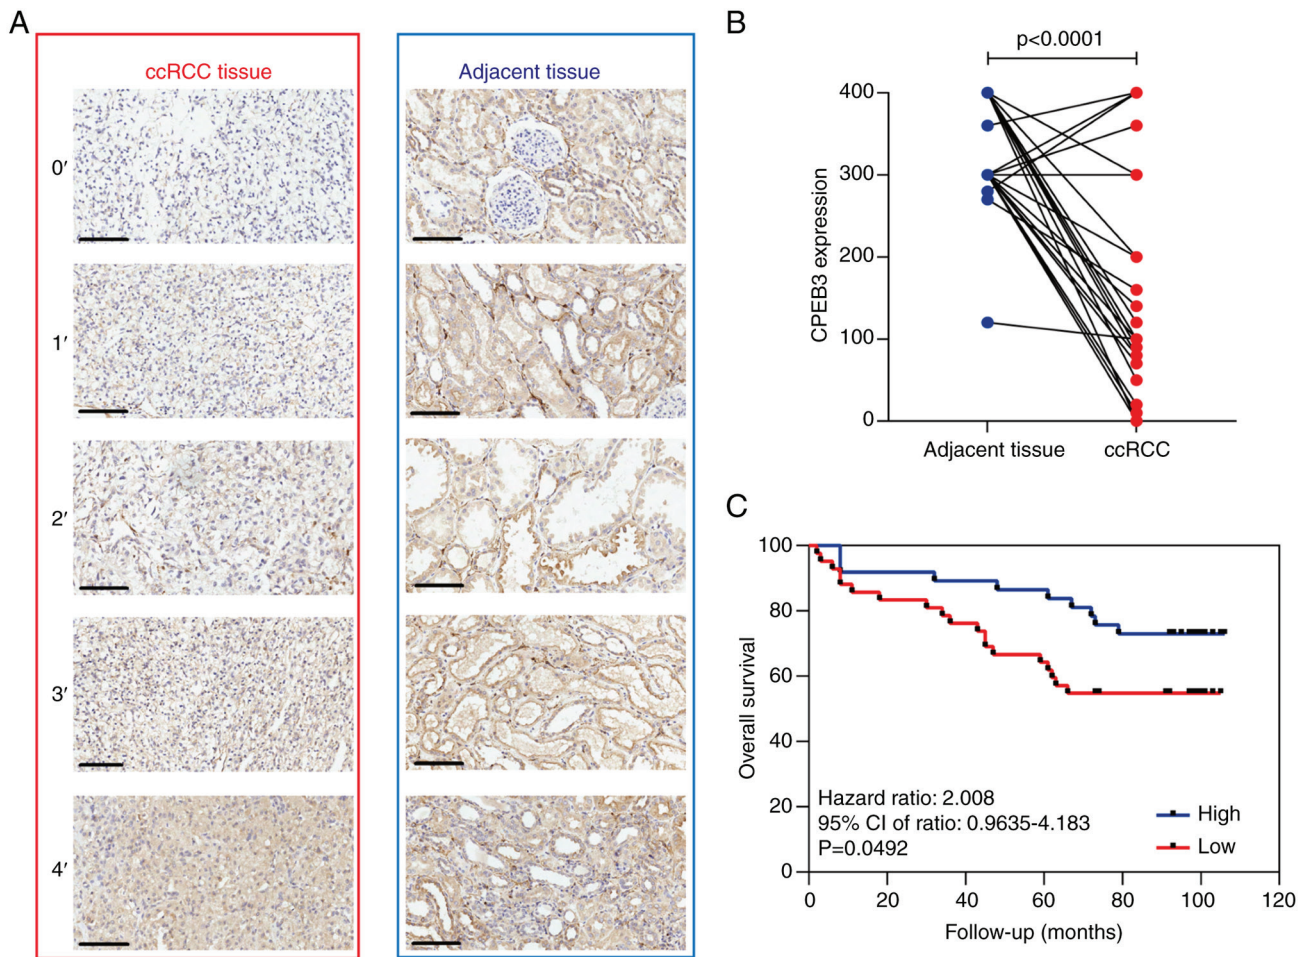 A
ccRCC tissue
Adjacent tissue
0′
1′
2′
3′
4′
B
p<0.0001
400
300
200
100
0
CPEB3 expression
Adjacent tissue
ccRCC
C
100
80
60
40
20
0
Overall survival
Hazard ratio: 2.008
95% CI of ratio: 0.9635-4.183
P=0.0492
High
Low
0 20 40 60 80 100 120
Follow-up (months)